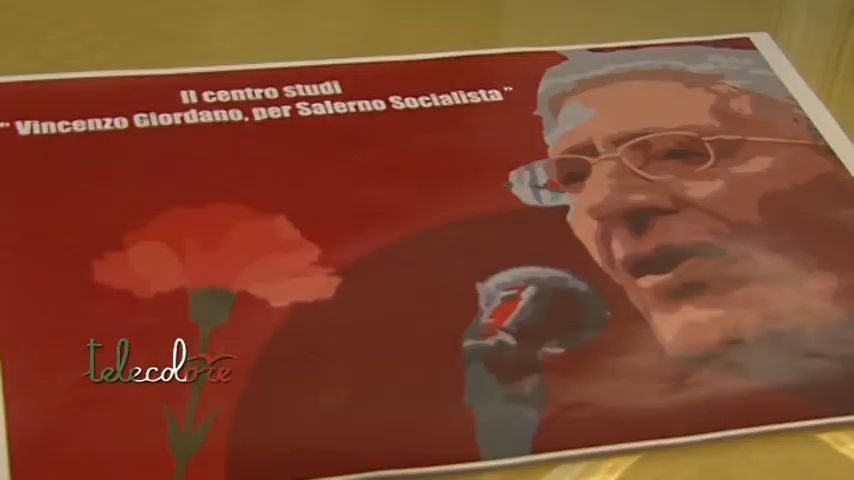 Il centro studi
" Vincenzo Giordano, per Salerno Socialista"
telecolore